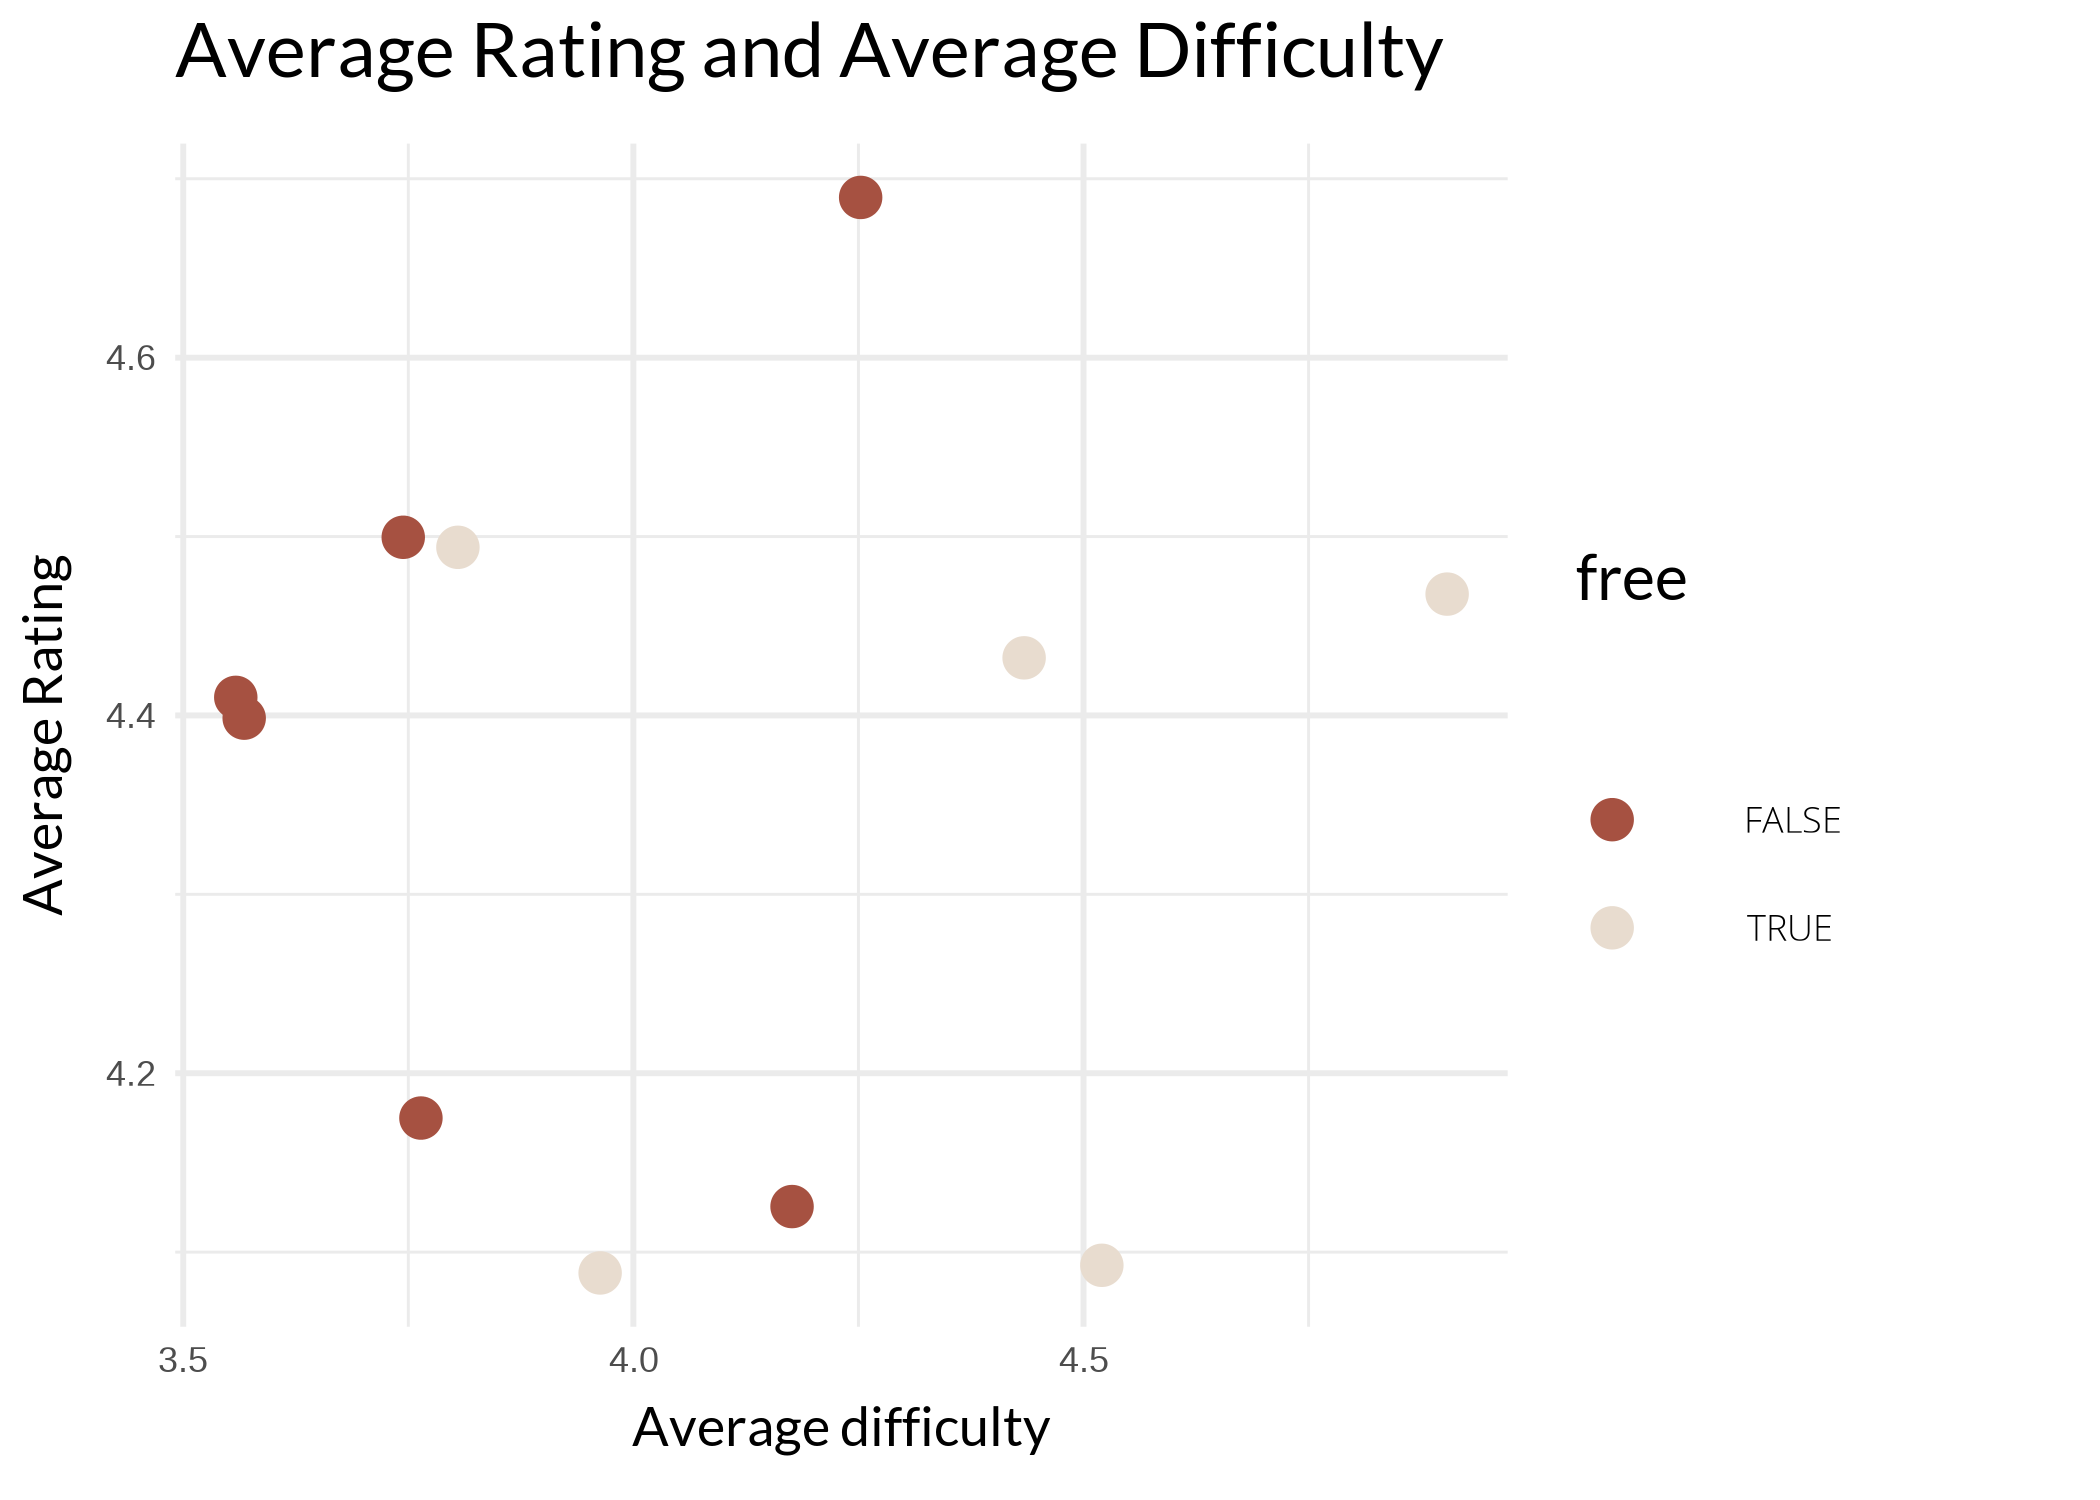 Average Rating and Average Difficulty
Average Rating
4.6
4.4
4.2
3.5
4.0
4.5
Average difficulty
free
FALSE
TRUE